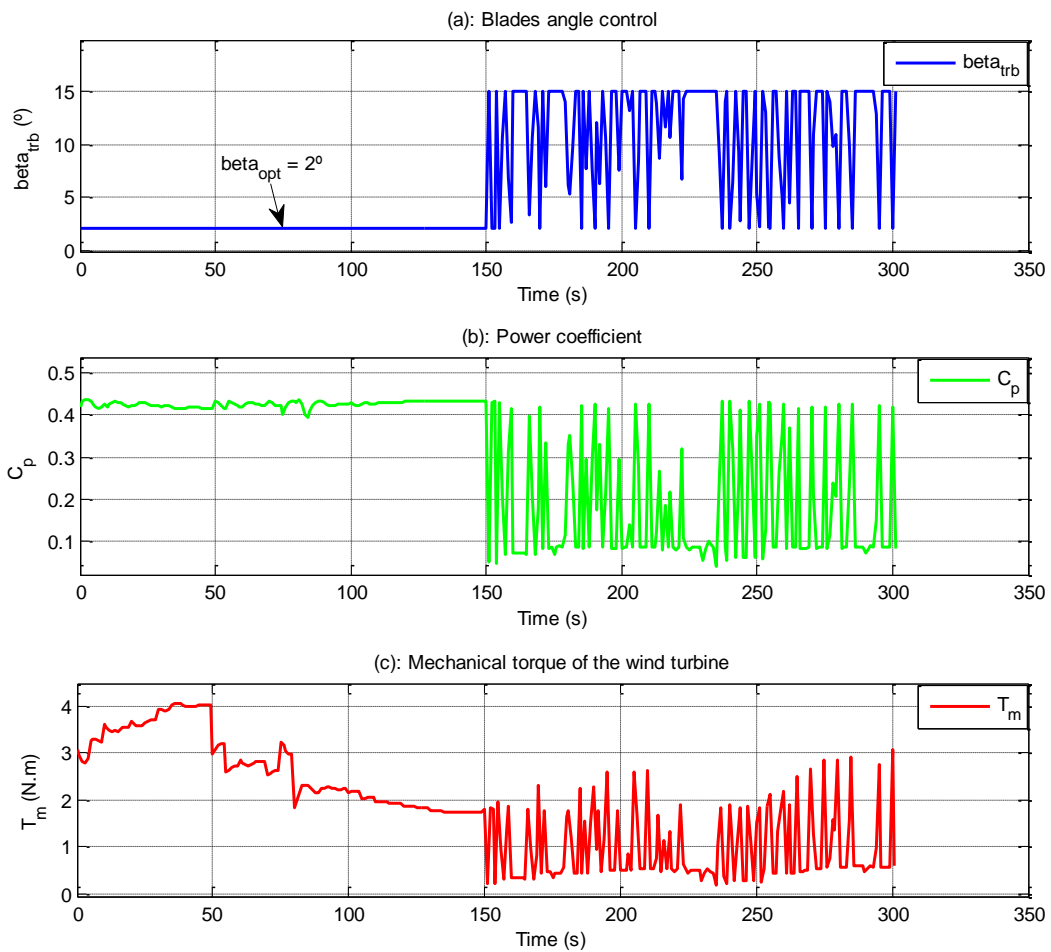 (a): Blades angle control
20
15
10
5
0
beta_trb (º)
beta_trb
beta_opt = 2º
0 50 100 150 200 250 300 350
Time (s)
(b): Power coefficient
0.5
0.4
0.3
0.2
0.1
C_p
C_p
0 50 100 150 200 250 300 350
Time (s)
(c): Mechanical torque of the wind turbine
4
3
2
1
0
T_m (N.m)
T_m
0 50 100 150 200 250 300 350
Time (s)